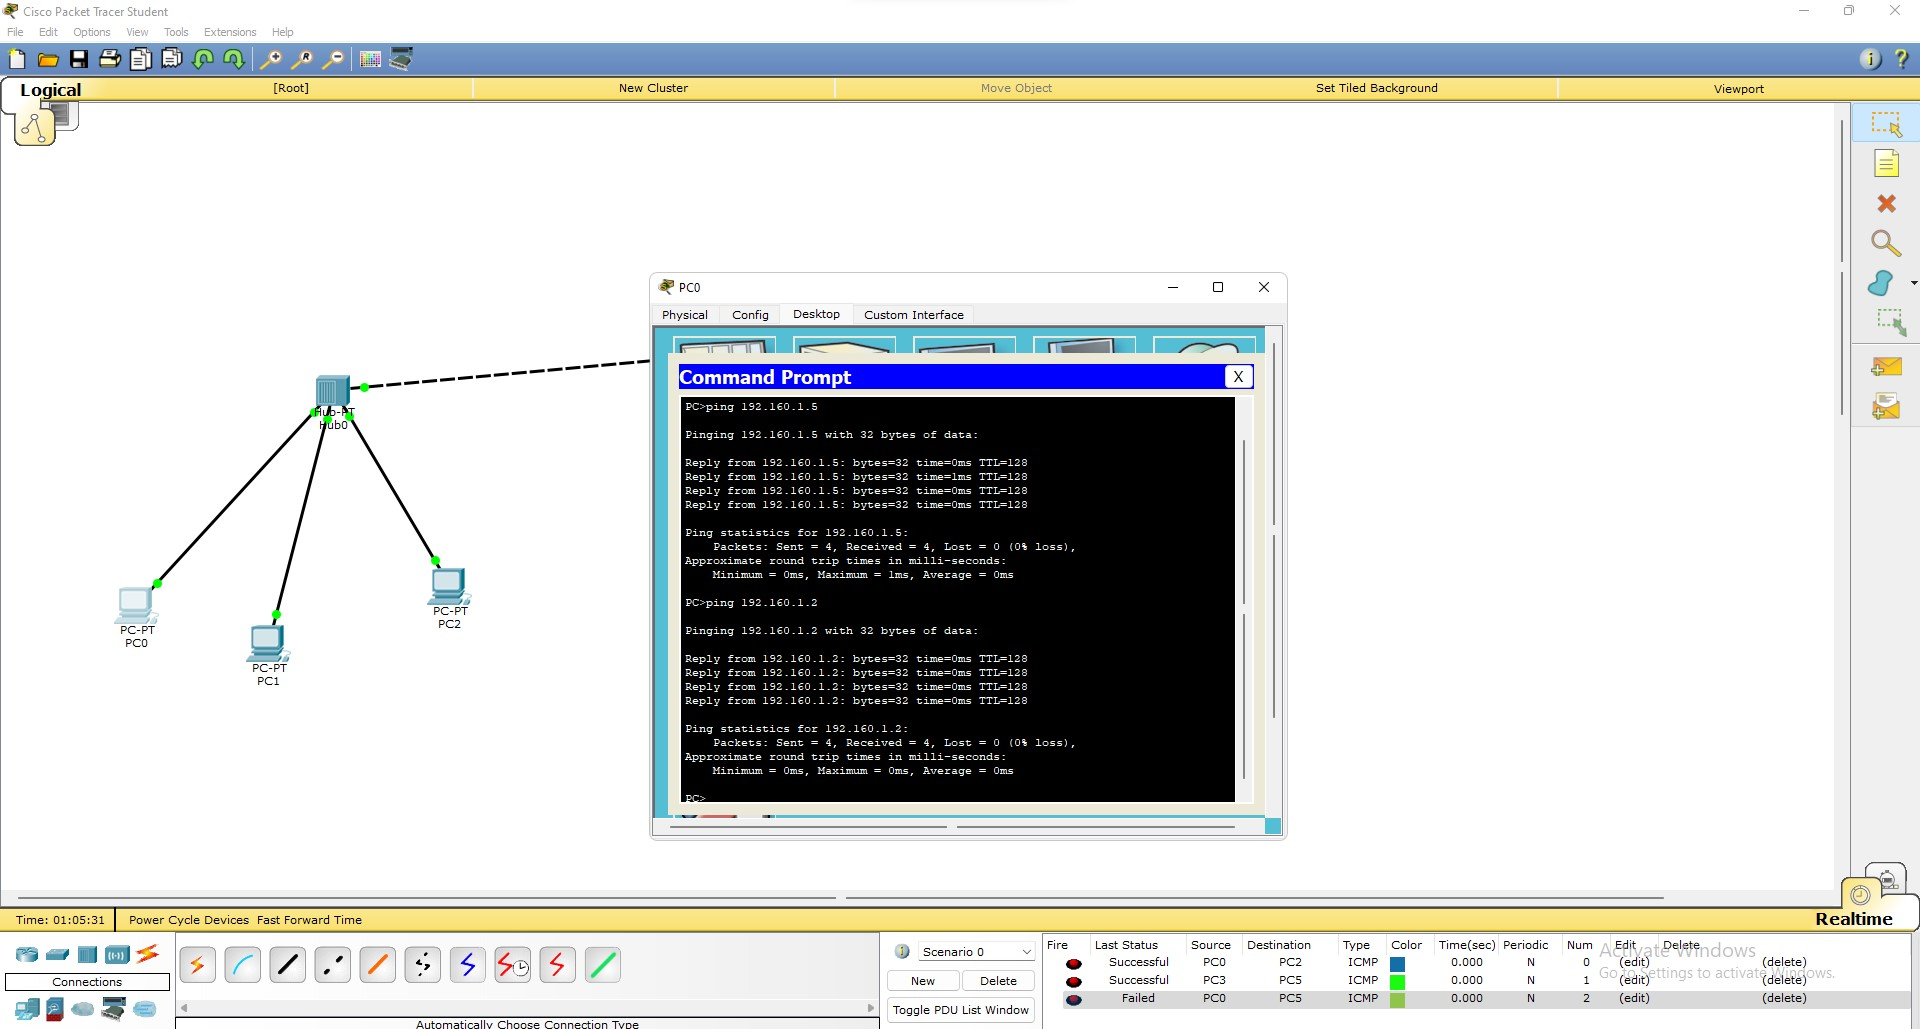 Cisco Packet Tracer Student
File Edit Options View Tools Extensions Help
Logical [Root] New Cluster Move Object Set Tiled Background Viewport
Hub-PT
Hub0
PC-PT
PC0
PC-PT
PC1
PC-PT
PC2
PC0
Physical Config Desktop Custom Interface
Command Prompt X
PC>ping 192.160.1.5
Pinging 192.160.1.5 with 32 bytes of data:
Reply from 192.160.1.5: bytes=32 time=0ms TTL=128
Reply from 192.160.1.5: bytes=32 time=1ms TTL=128
Reply from 192.160.1.5: bytes=32 time=0ms TTL=128
Reply from 192.160.1.5: bytes=32 time=0ms TTL=128
Ping statistics for 192.160.1.5:
Packets: Sent = 4, Received = 4, Lost = 0 (0% loss),
Approximate round trip times in milli-seconds:
Minimum = 0ms, Maximum = 1ms, Average = 0ms
PC>ping 192.160.1.2
Pinging 192.160.1.2 with 32 bytes of data:
Reply from 192.160.1.2: bytes=32 time=0ms TTL=128
Reply from 192.160.1.2: bytes=32 time=0ms TTL=128
Reply from 192.160.1.2: bytes=32 time=0ms TTL=128
Reply from 192.160.1.2: bytes=32 time=0ms TTL=128
Ping statistics for 192.160.1.2:
Packets: Sent = 4, Received = 4, Lost = 0 (0% loss),
Approximate round trip times in milli-seconds:
Minimum = 0ms, Maximum = 0ms, Average = 0ms
PC>
Time: 01:05:31 Power Cycle Devices Fast Forward Time Realtime
Connections
Automatically Choose Connection Type
Scenario 0
New Delete
Toggle PDU List Window
Fire Last Status Source Destination Type Color Time(sec) Periodic Num Edit Delete
Successful PC0 PC2 ICMP 0.000 N 0 (edit) (delete)
Successful PC3 PC5 ICMP 0.000 N 1 (edit) (delete)
Failed PC0 PC5 ICMP 0.000 N 2 (edit) (delete)
Activate Windows
Go to Settings to activate Windows.